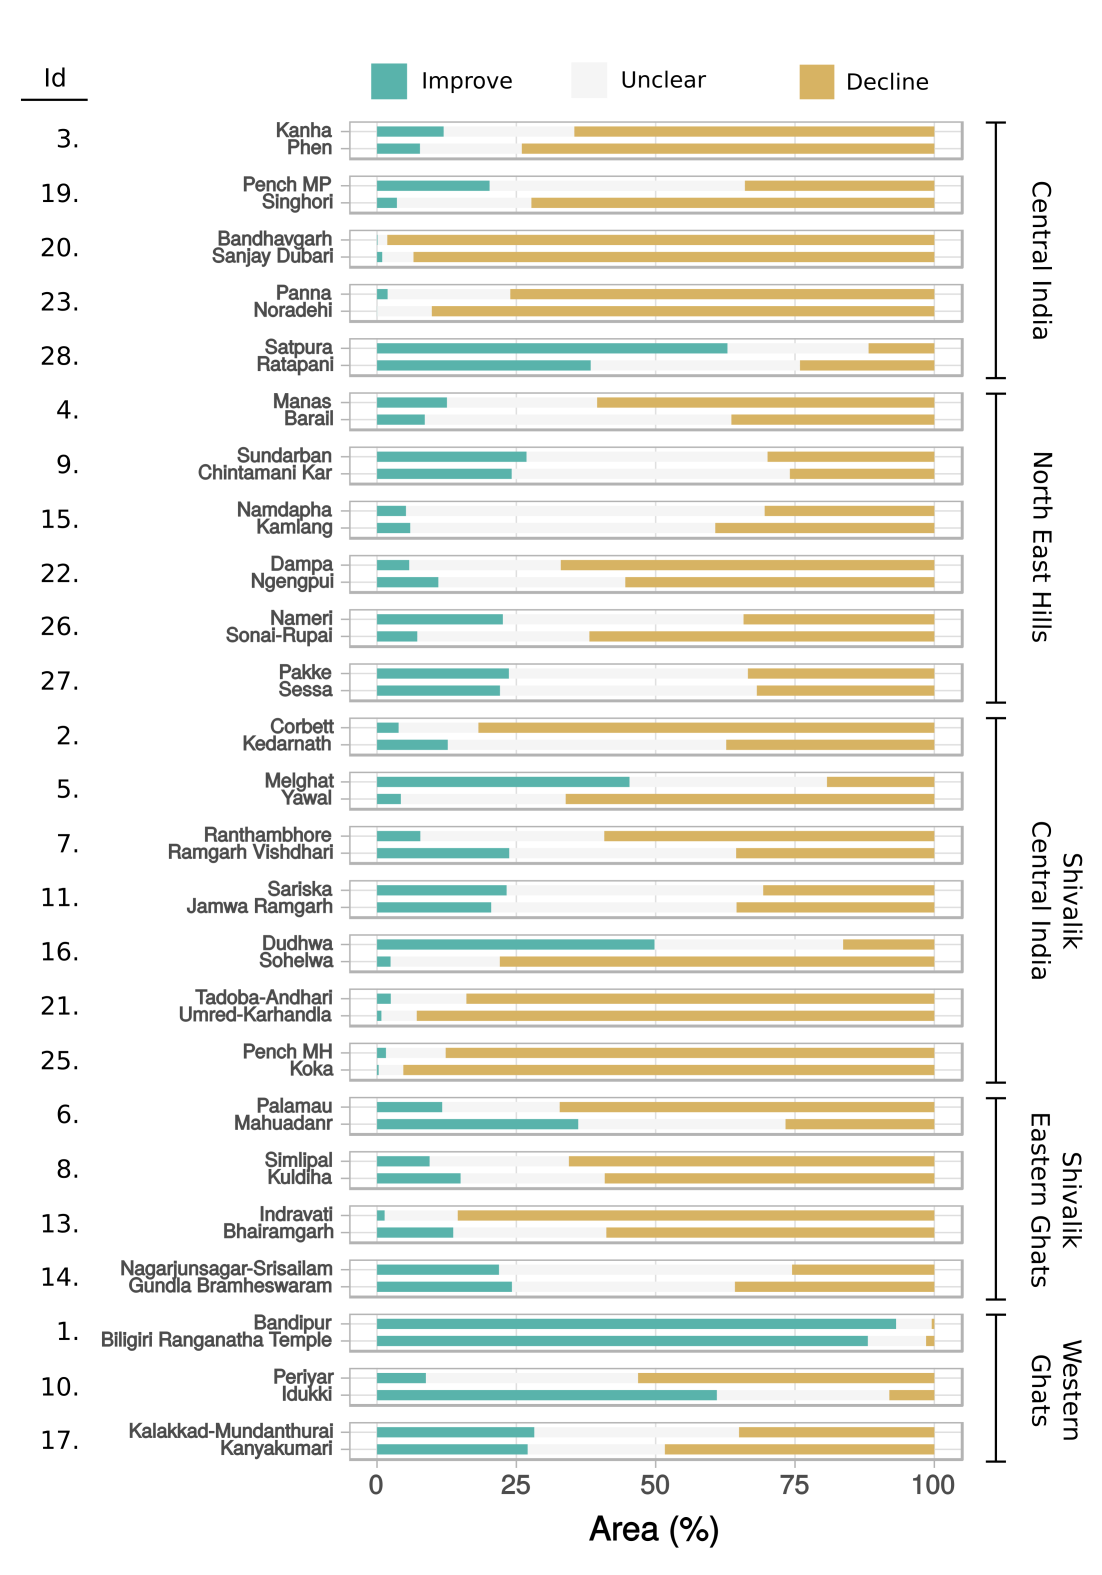 Id
Improve Unclear Decline
3. Kanha
Phen
19. Pench MP
Singhori
20. Bandhavgarh
Sanjay Dubari
23. Panna
Noradehi
28. Satpura
Ratapani
Central India
4. Manas
Barail
9. Sundarban
Chintamani Kar
15. Namdapha
Kamlang
22. Dampa
Ngengpui
26. Nameri
Sonai-Rupai
27. Pakke
Sessa
North East Hills
2. Corbett
Kedarnath
5. Melghat
Yawal
7. Ranthambhore
Ramgarh Vishdhari
11. Sariska
Jamwa Ramgarh
16. Dudhwa
Sohelwa
21. Tadoba-Andhari
Umred-Karhandla
25. Pench MH
Koka
Shivalik
Central India
6. Palamau
Mahuadanr
8. Simlipal
Kuldiha
13. Indravati
Bhairamgarh
14. Nagarjunsagar-Srisailam
Gundla Bramheswaram
Shivalik
Eastern Ghats
1. Bandipur
Biligiri Ranganatha Temple
10. Periyar
Idukki
17. Kalakkad-Mundanthurai
Kanyakumari
Western
Ghats
0 25 50 75 100
Area (%)